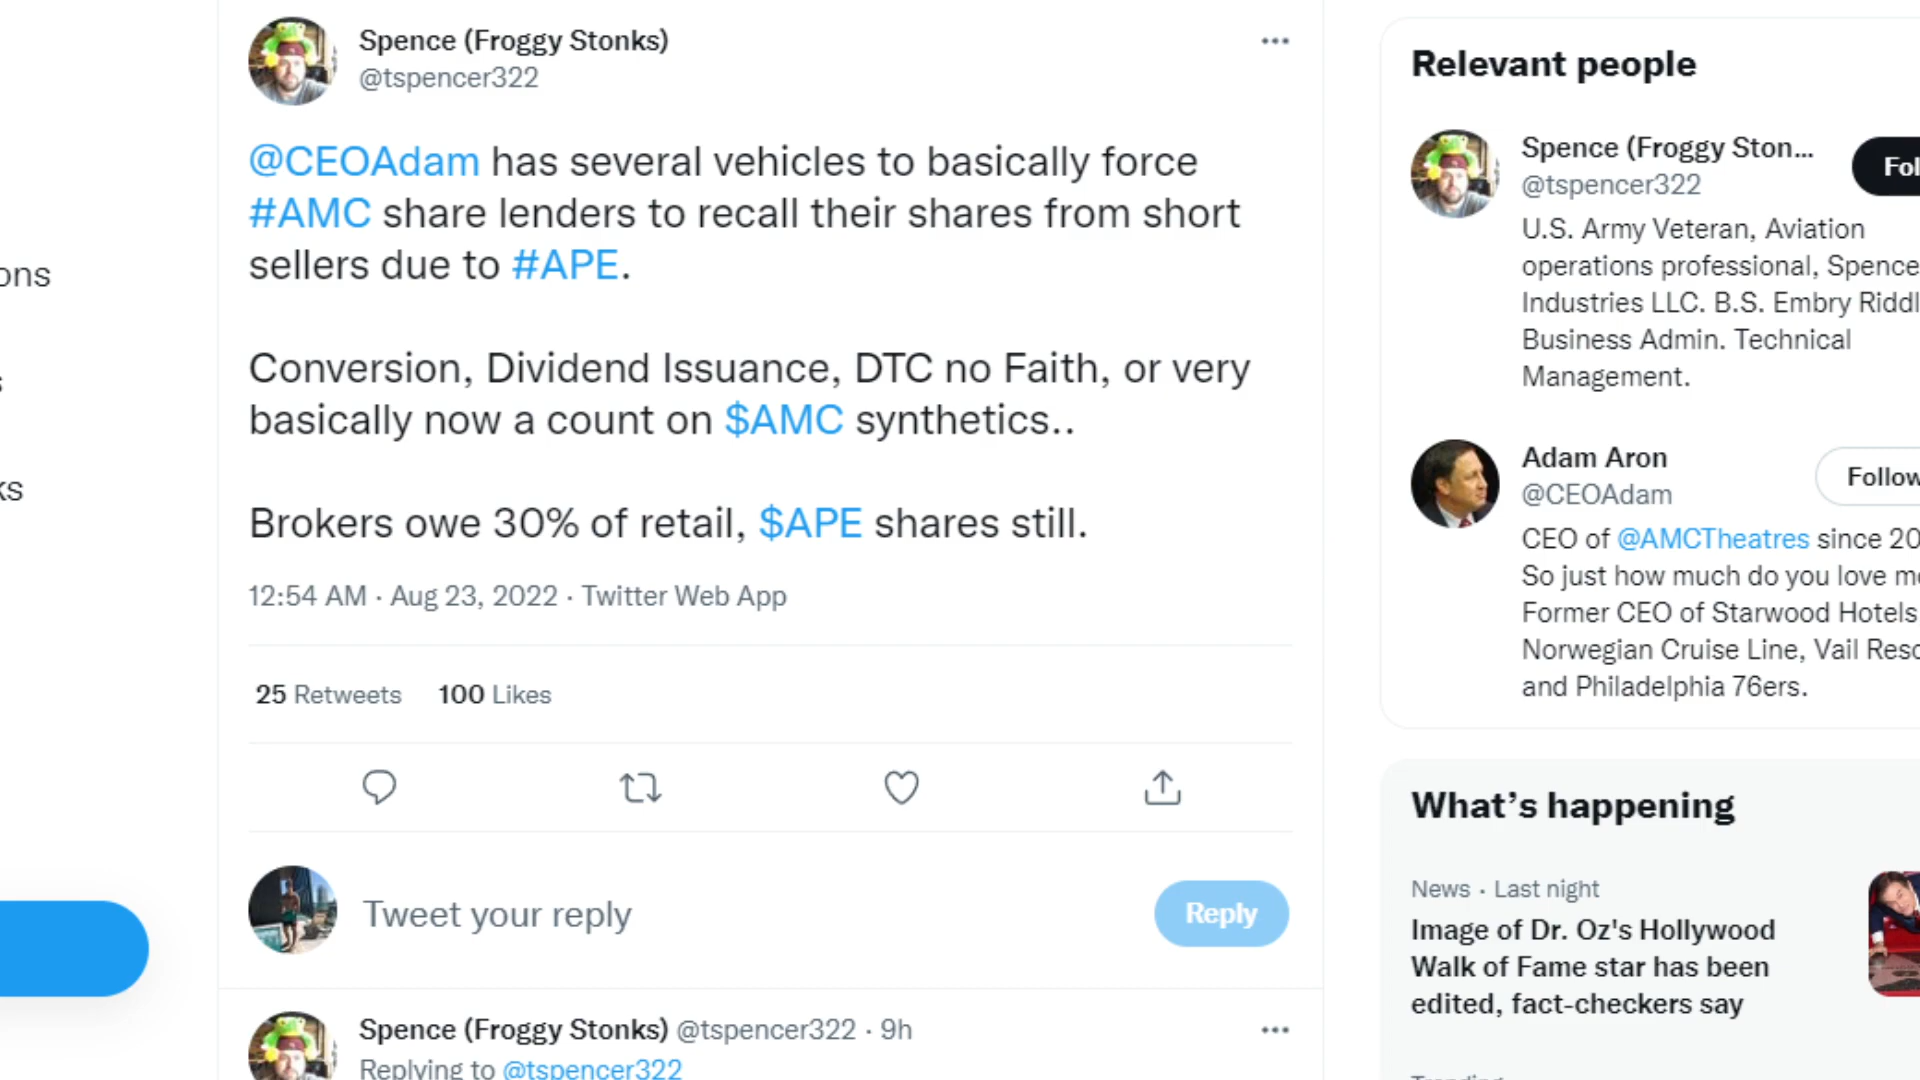 Spence (Froggy Stonks)
@tspencer322
@CEOAdam has several vehicles to basically force
#AMC share lenders to recall their shares from short
sellers due to #APE.
Conversion, Dividend Issuance, DTC no Faith, or very
basically now a count on $AMC synthetics..
Brokers owe 30% of retail, $APE shares still.
12:54 AM · Aug 23, 2022 · Twitter Web App
25 Retweets 100 Likes
Tweet your reply
Reply
Spence (Froggy Stonks) @tspencer322 · 9h
Replying to @tspencer322
ons
ks
Relevant people
Spence (Froggy Ston...
@tspencer322
Fol
U.S. Army Veteran, Aviation
operations professional, Spence
Industries LLC. B.S. Embry Riddl
Business Admin. Technical
Management.
Adam Aron
@CEOAdam
Follow
CEO of @AMCTheatres since 20
So just how much do you love m
Former CEO of Starwood Hotels
Norwegian Cruise Line, Vail Reso
and Philadelphia 76ers.
What's happening
News · Last night
Image of Dr. Oz's Hollywood
Walk of Fame star has been
edited, fact-checkers say